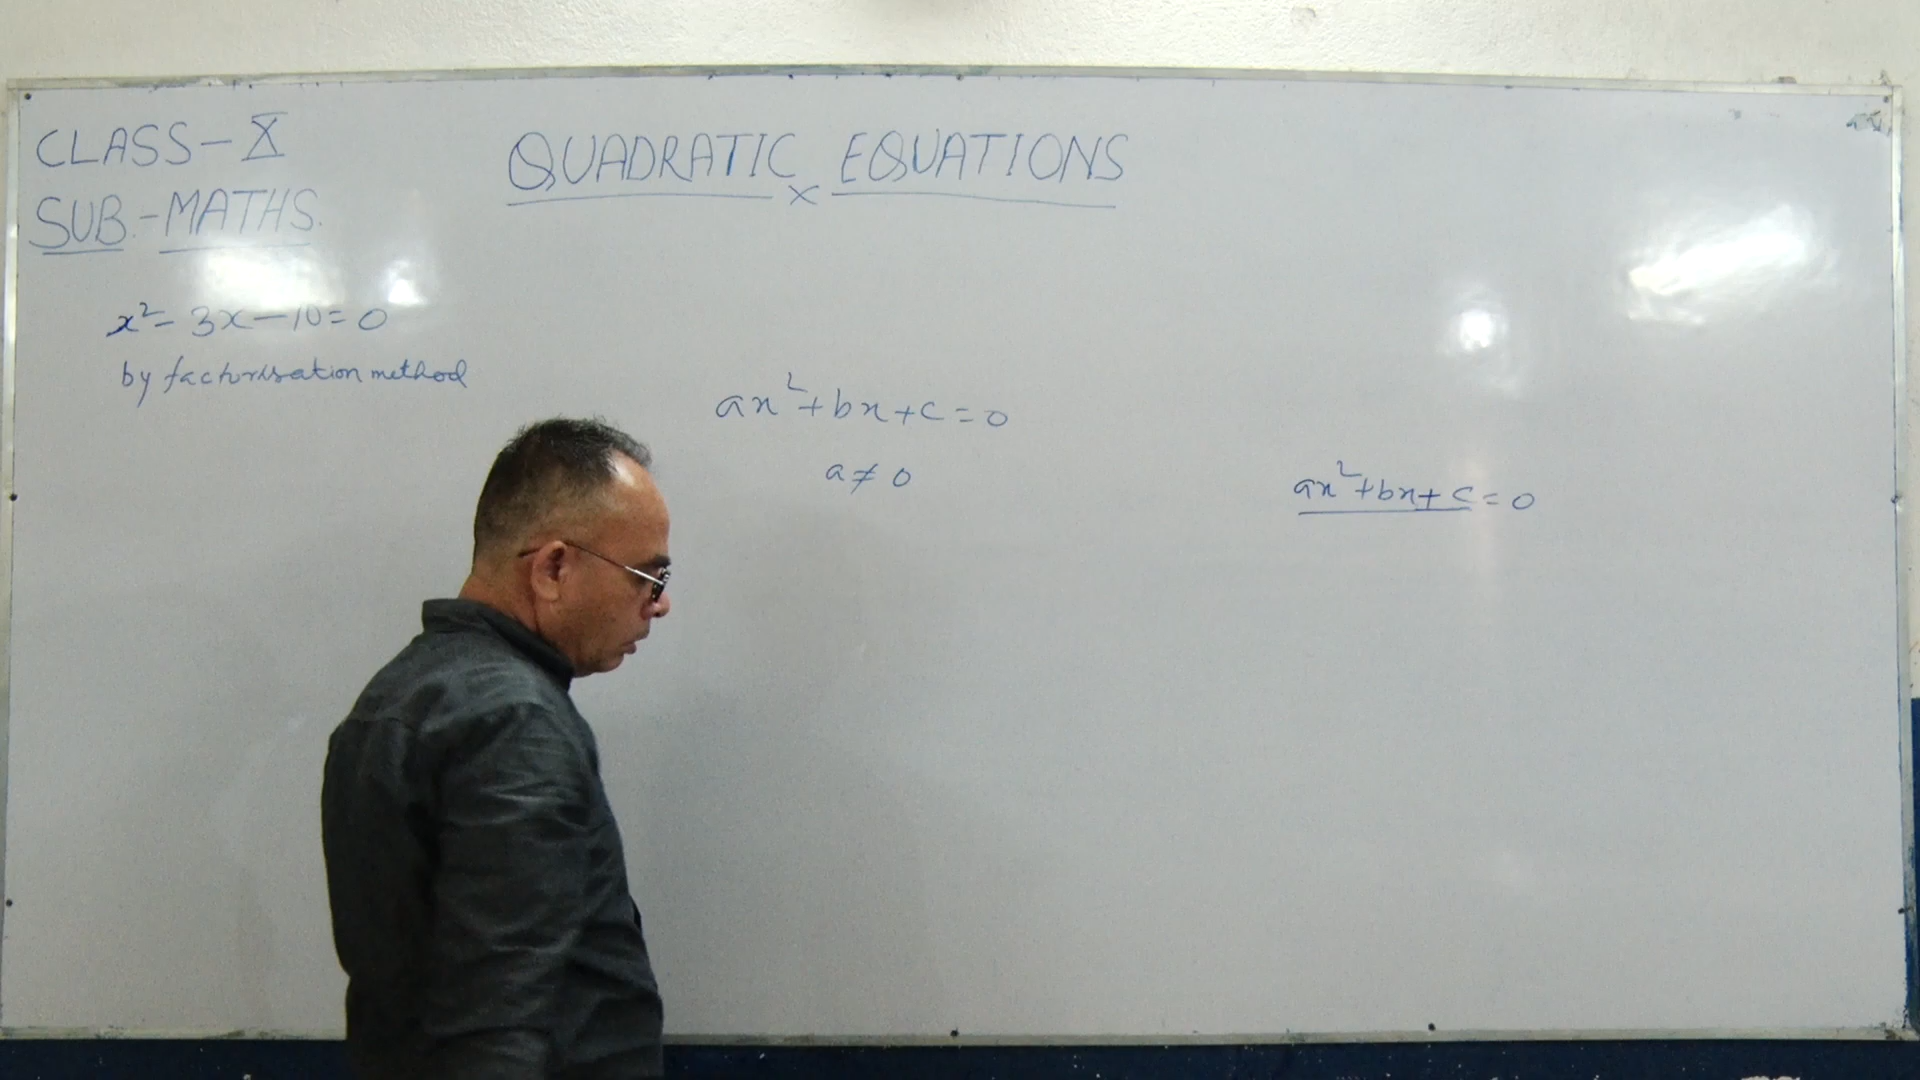 CLASS-X
SUB.-MATHS.
QUADRATIC EQUATIONS
x² - 3x - 10 = 0
by factorisation method
ax² + bx + c = 0
a ≠ 0
ax² + bx + c = 0